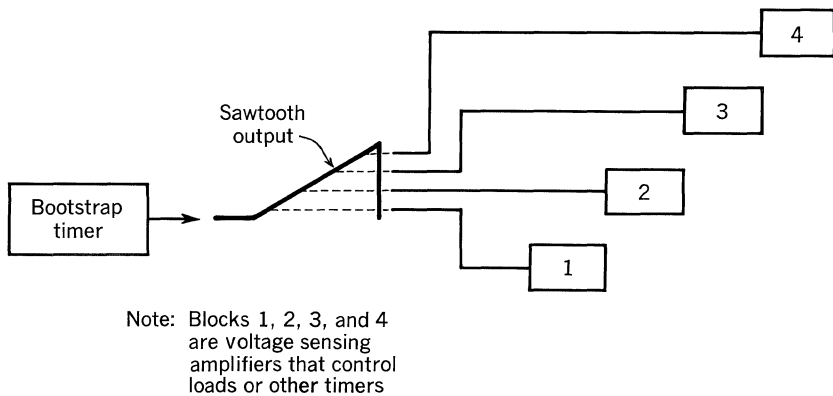 4
3
Sawtooth
output
2
Bootstrap
timer
1
Note: Blocks 1, 2, 3, and 4
are voltage sensing
amplifiers that control
loads or other timers